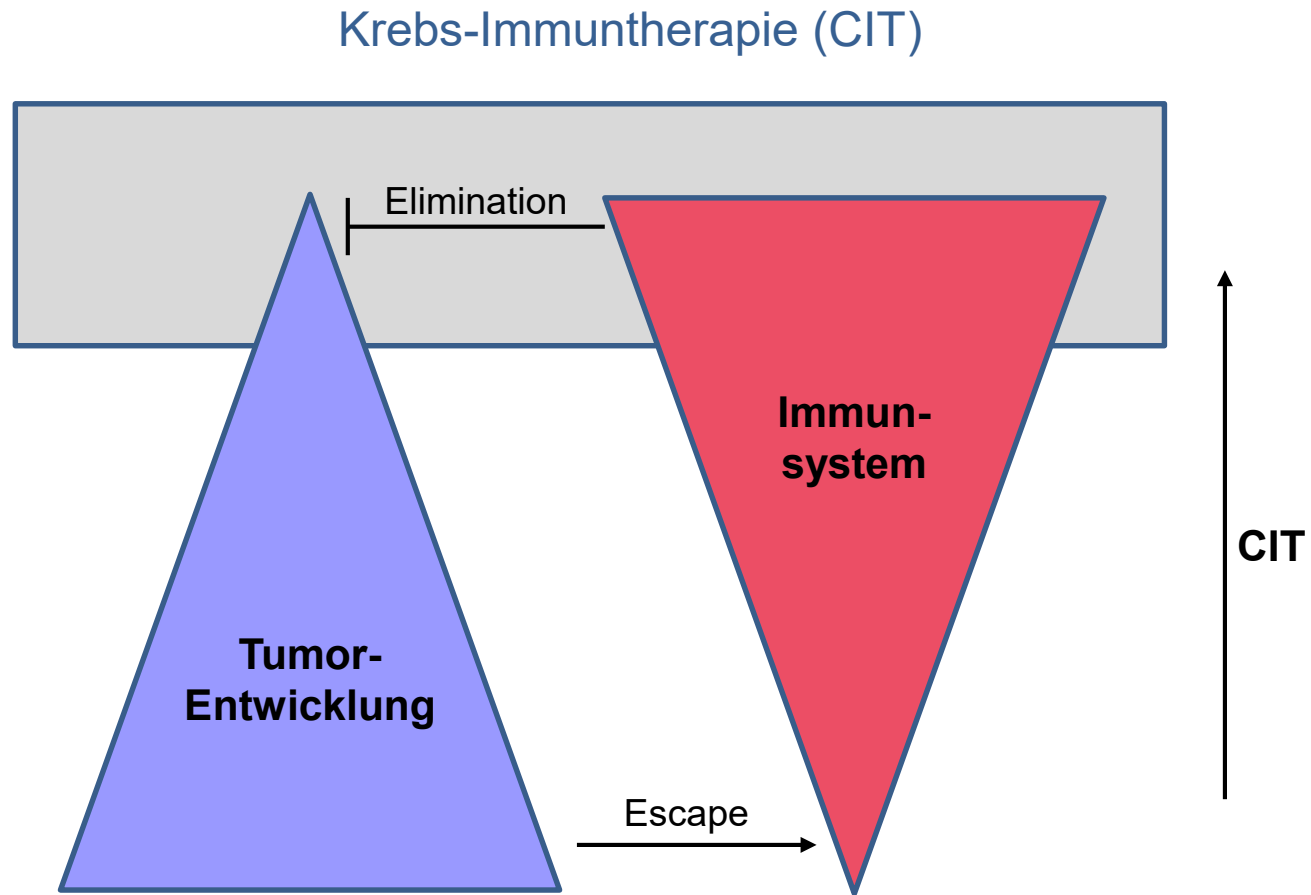 Krebs-Immuntherapie (CIT)
Elimination
Immun-
system
CIT
Tumor-
Entwicklung
Escape